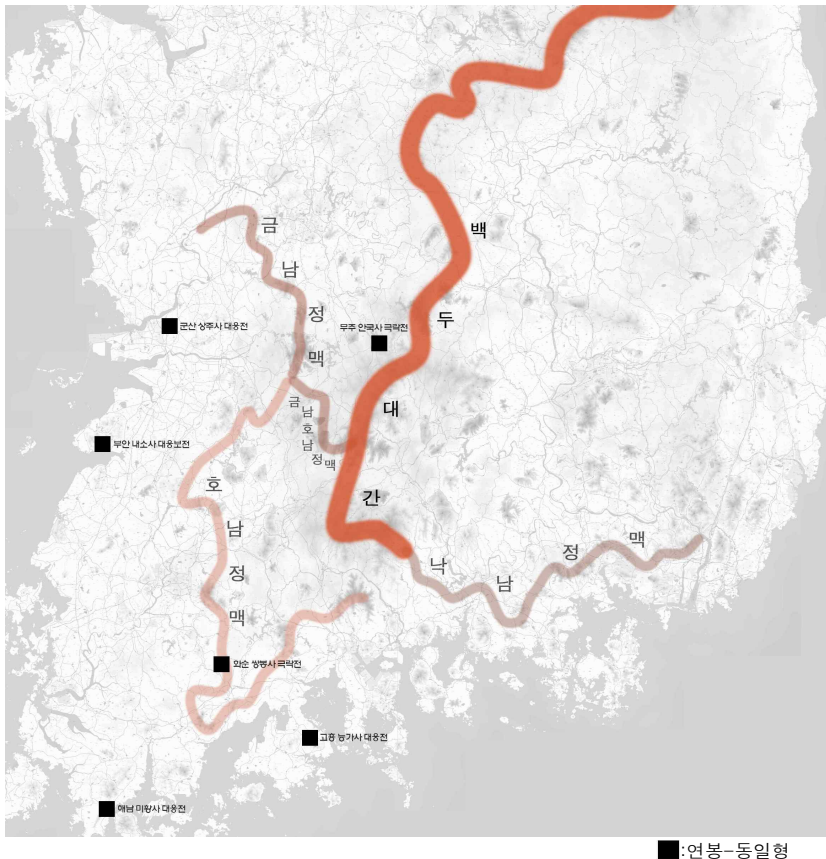 백
두
대
간
금
남
정
맥
금
남
호
남
정
맥
호
남
정
맥
낙
남
정
맥
군산 상주사 대웅전
무주 안국사 극락전
부안 내소사 대웅보전
화순 쌍봉사 극락전
고흥 능가사 대웅전
해남 미황사 대웅전
:연봉-동일형